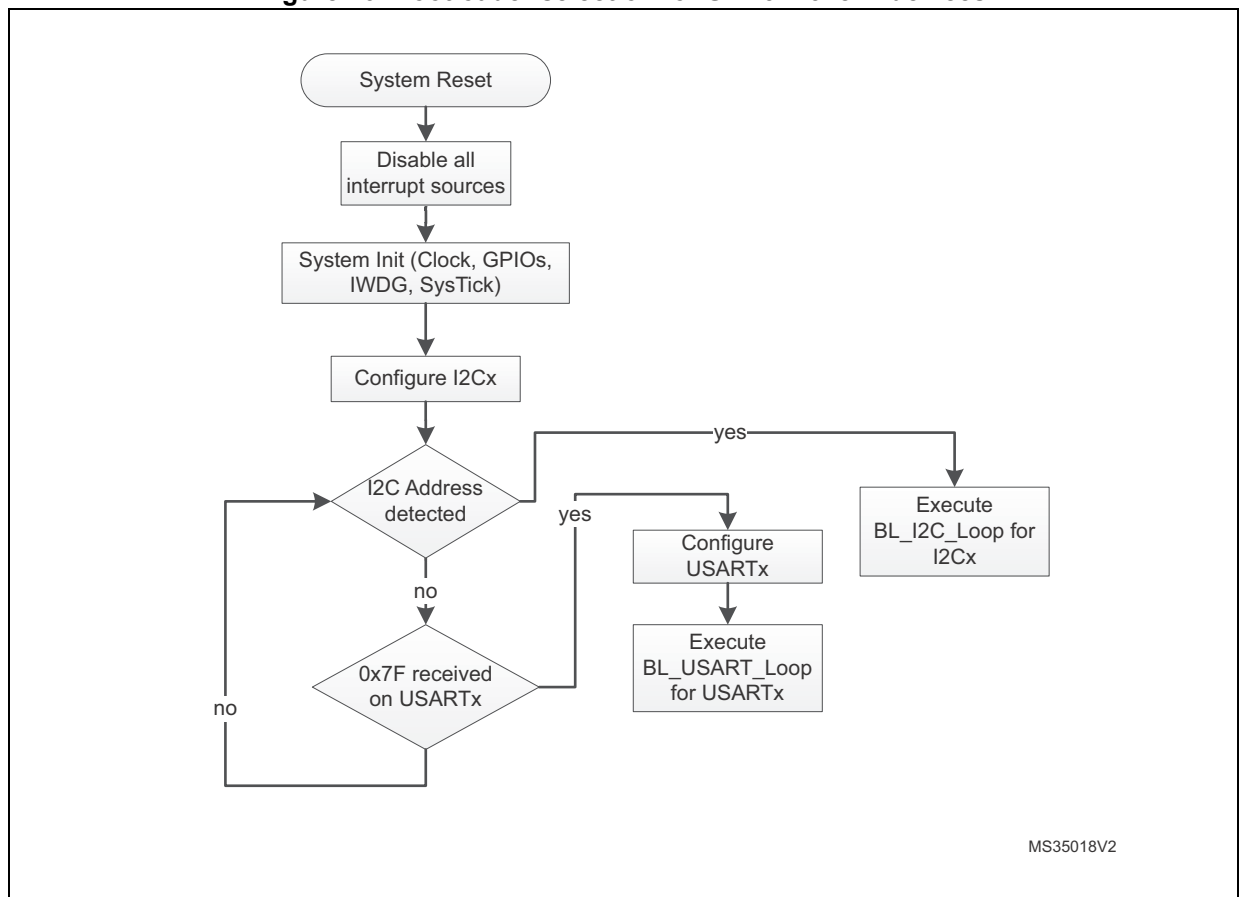 System Reset
Disable all
interrupt sources
System Init (Clock, GPIOs,
IWDG, SysTick)
Configure I2Cx
yes
I2C Address
detected
yes
Execute
BL_I2C_Loop for
I2Cx
Configure
USARTx
no
Execute
BL_USART_Loop
for USARTx
0x7F received
on USARTx
no
MS35018V2